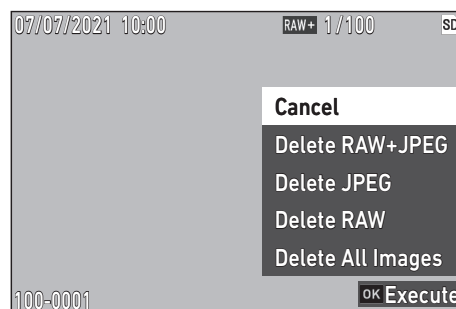 07/07/2021 10:00 RAW+ 1/100 SD
Cancel
Delete RAW+JPEG
Delete JPEG
Delete RAW
Delete All Images
100-0001 OK Execute